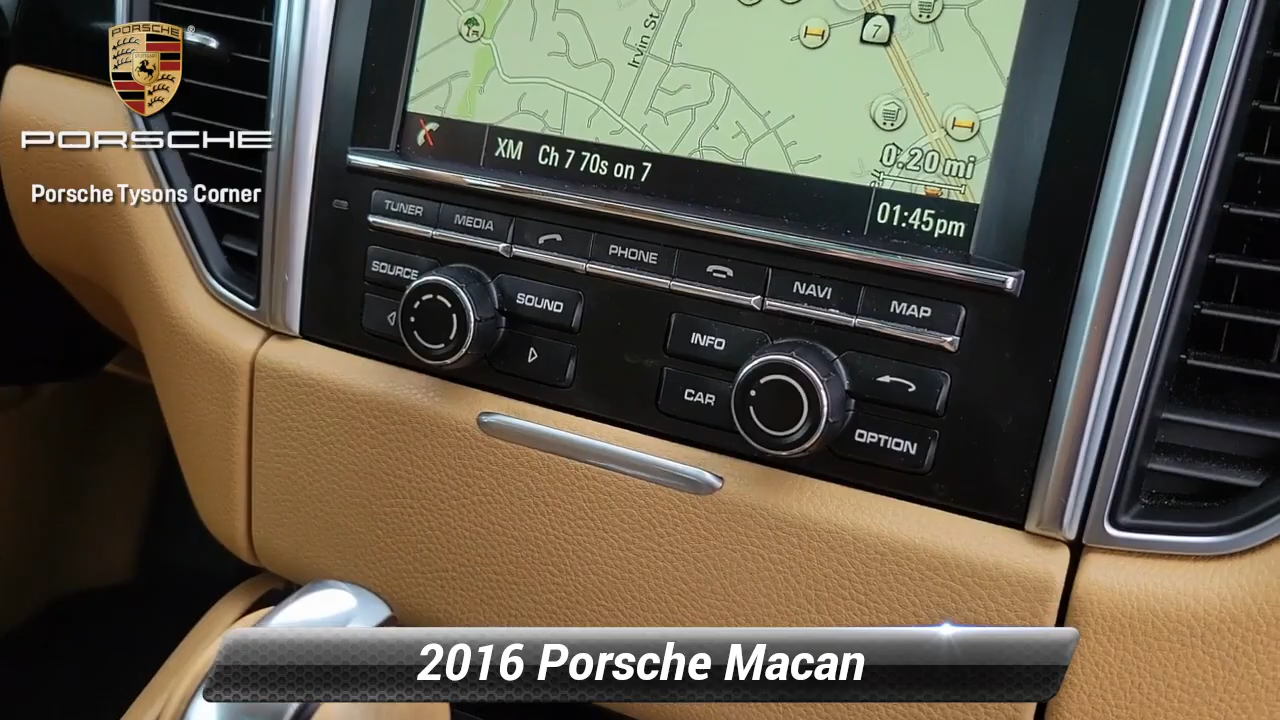 PORSCHE
PORSCHE
Porsche Tysons Corner
Irvin St
7
XM Ch 7 70s on 7
0.20 mi
01:45pm
TUNER
MEDIA
PHONE
NAVI
MAP
SOURCE
SOUND
INFO
CAR
OPTION
2016 Porsche Macan